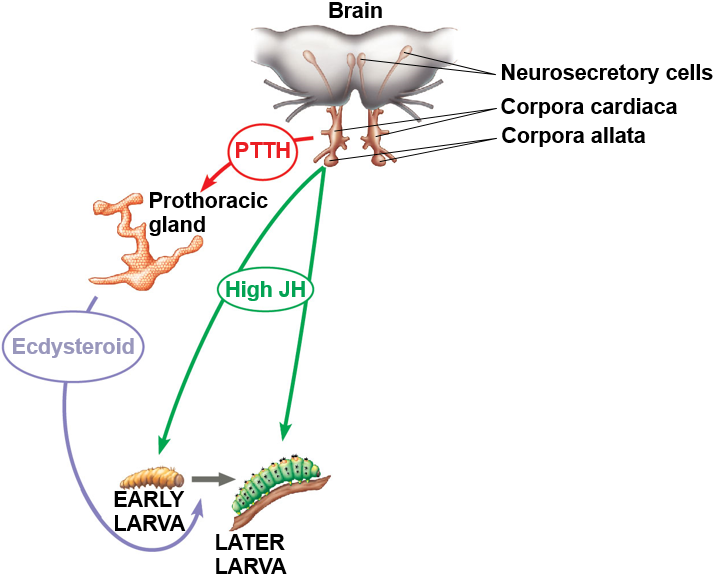 Brain
Neurosecretory cells
Corpora cardiaca
Corpora allata
PTTH
Prothoracic
gland
High JH
Ecdysteroid
EARLY
LARVA
LATER
LARVA